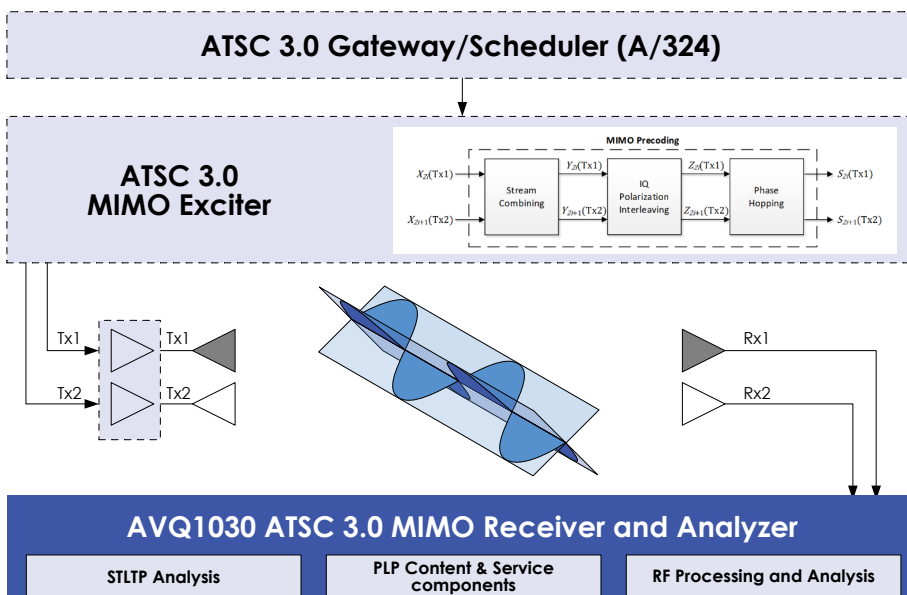 ATSC 3.0 Gateway/Scheduler (A/324)
ATSC 3.0
MIMO Exciter
MIMO Precoding
X2i(Tx1)
X2i+1(Tx2)
Stream
Combining
Y2i(Tx1)
Y2i+1(Tx2)
IQ
Polarization
Interleaving
Z2i(Tx1)
Z2i+1(Tx2)
Phase
Hopping
S2i(Tx1)
S2i+1(Tx2)
Tx1
Tx1
Tx2
Tx2
Rx1
Rx2
AVQ1030 ATSC 3.0 MIMO Receiver and Analyzer
STLTP Analysis
PLP Content & Service
components
RF Processing and Analysis